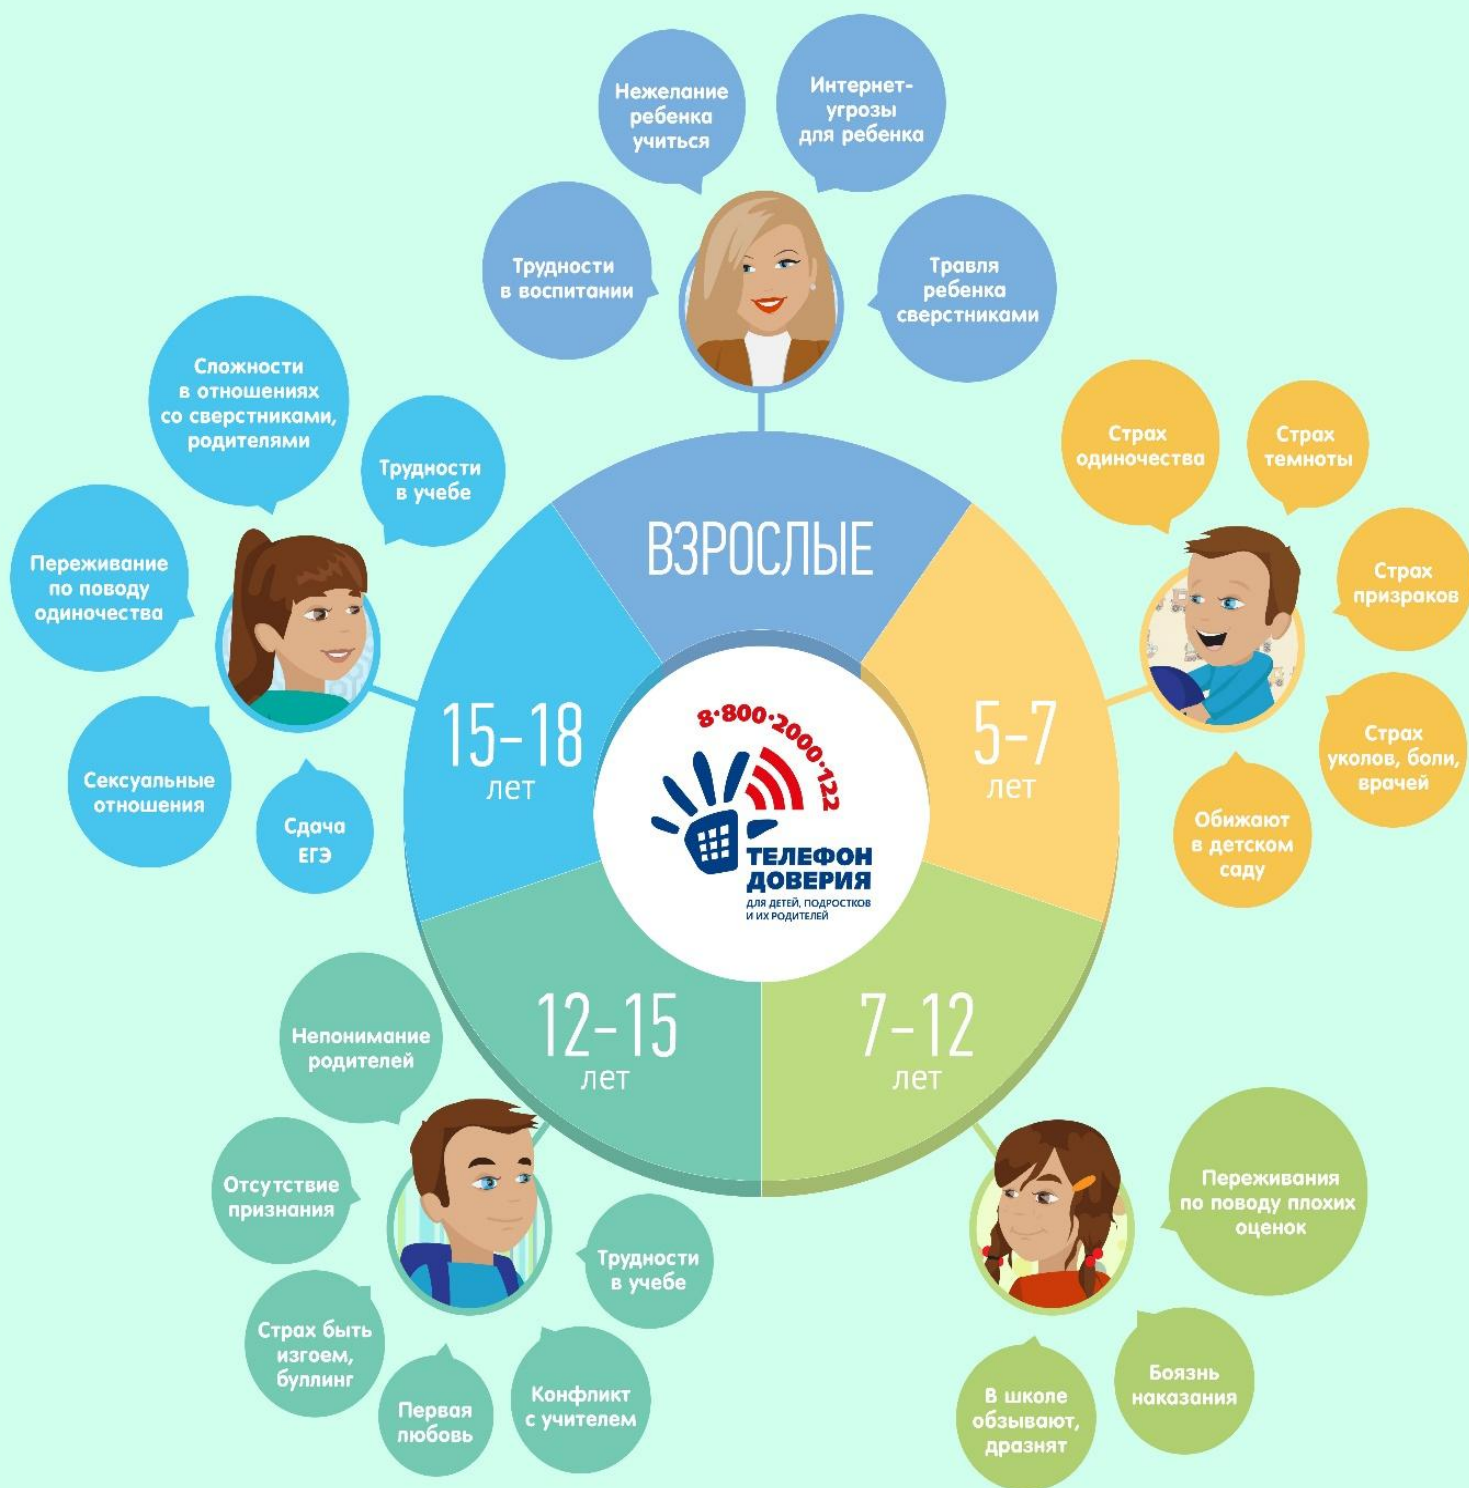 Нежелание
ребенка
учиться
Интернет-
угрозы
для ребенка
Трудности
в воспитании
Травля
ребенка
сверстниками
Сложности
в отношениях
со сверстниками,
родителями
Трудности
в учебе
Переживание
по поводу
одиночества
Сексуальные
отношения
Сдача
ЕГЭ
Страх
одиночества
Страх
темноты
Страх
призраков
Страх
уколов, боли,
врачей
Обижают
в детском
саду
ВЗРОСЛЫЕ
15-18
лет
5-7
лет
8·800·2000·122
ТЕЛЕФОН
ДОВЕРИЯ
ДЛЯ ДЕТЕЙ, ПОДРОСТКОВ
И ИХ РОДИТЕЛЕЙ
12-15
лет
7-12
лет
Непонимание
родителей
Отсутствие
признания
Страх быть
изгоем,
буллинг
Первая
любовь
Конфликт
с учителем
Трудности
в учебе
Переживания
по поводу плохих
оценок
Боязнь
наказания
В школе
обзывают,
дразнят